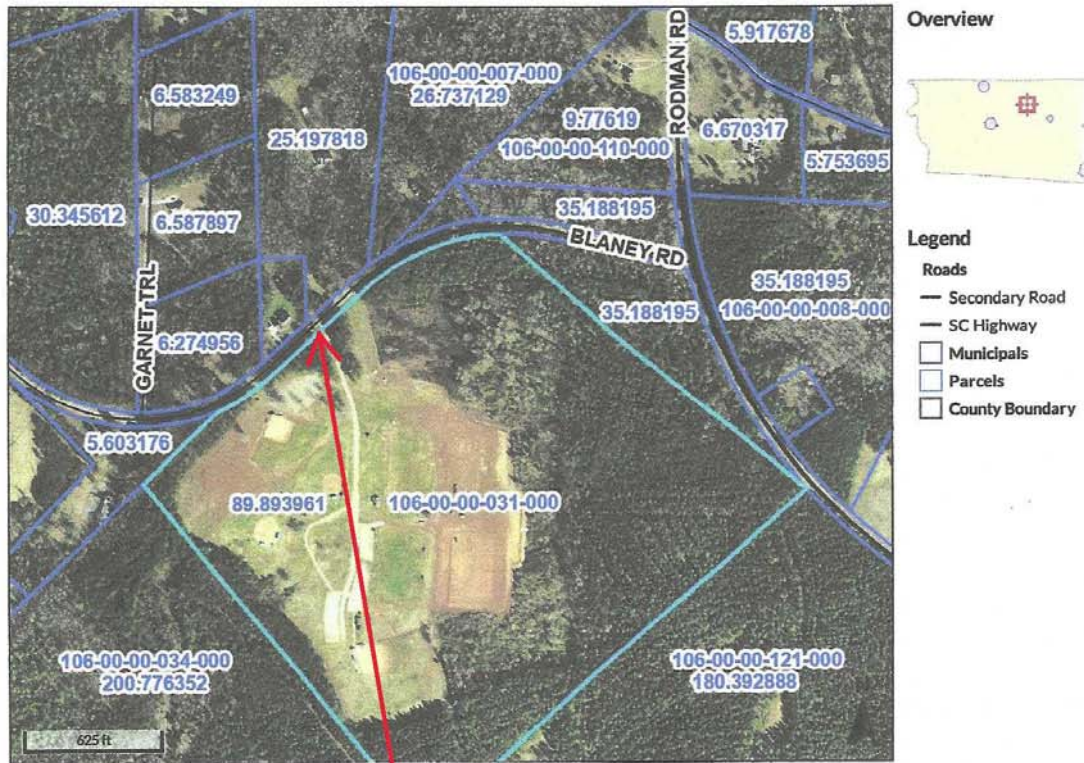 Overview
5.917678
RODMAN RD
106-00-00-007-000
26.737129
6.583249
9.77619
106-00-00-110-000
6.670317
25.197818
5.753695
30.345612
6.587897
35.188195
BLANEY RD
Legend
Roads
35.188195
106-00-00-008-000
35.188195
Secondary Road
SC Highway
Municipals
Parcels
County Boundary
GARNET TRL
6.274956
5.603176
89.893961
106-00-00-031-000
106-00-00-034-000
200.776352
106-00-00-121-000
180.392888
625 ft